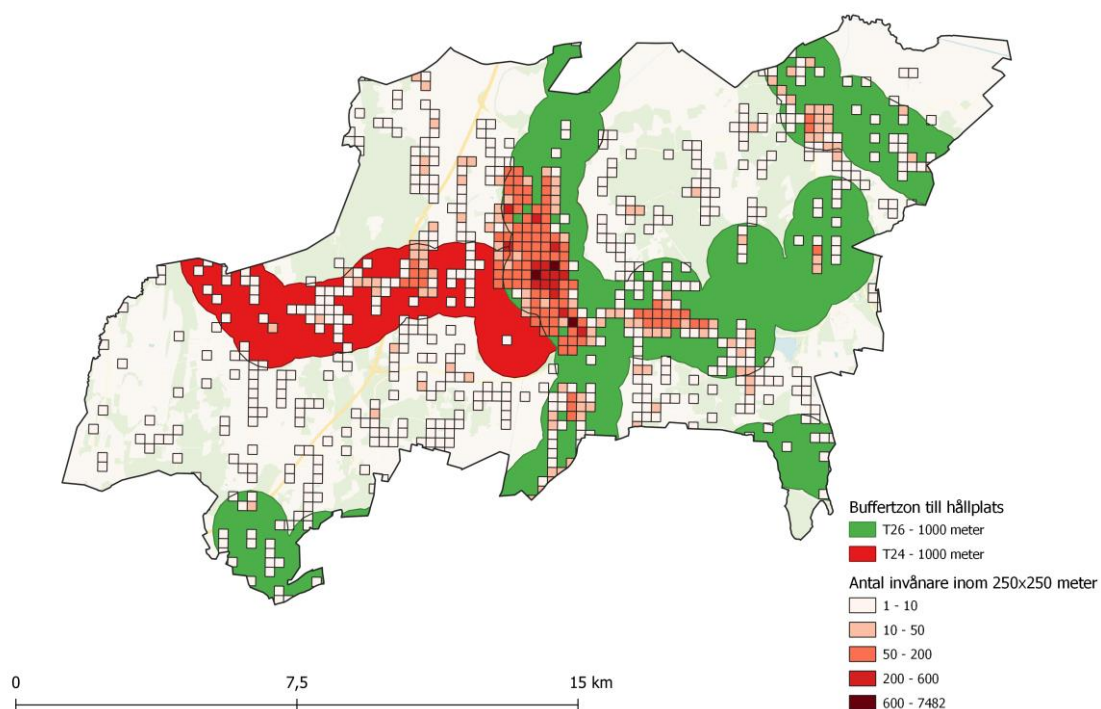 Buffertzon till hållplats
T26 - 1000 meter
T24 - 1000 meter
Antal invånare inom 250x250 meter
1 - 10
10 - 50
50 - 200
200 - 600
600 - 7482
0 7,5 15 km